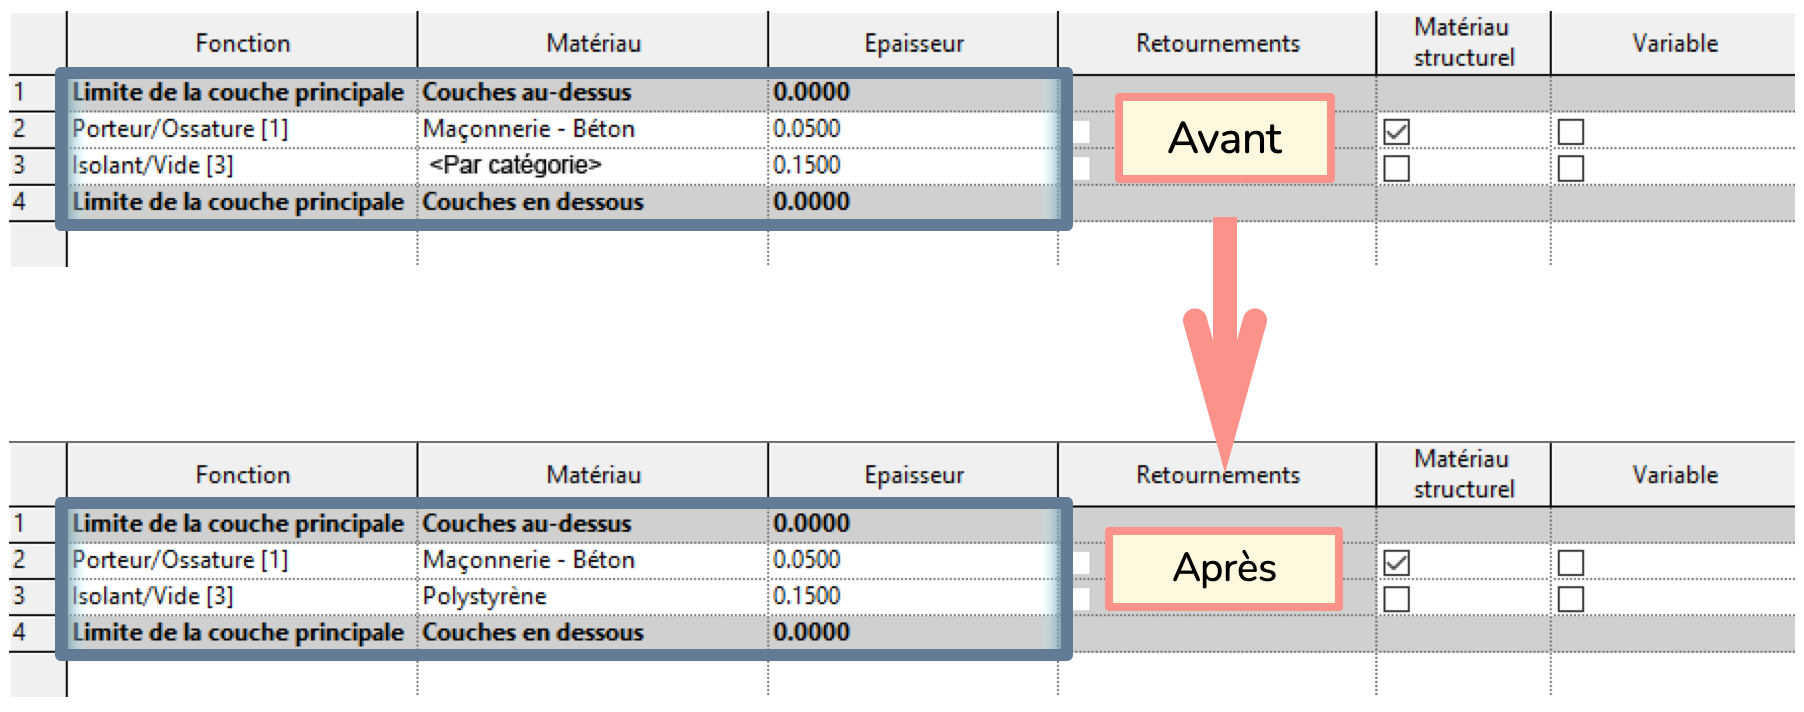 Fonction Matériau Epaisseur Retournements Matériau structurel Variable
1 Limite de la couche principale Couches au-dessus 0.0000
2 Porteur/Ossature [1] Maçonnerie - Béton 0.0500
3 Isolant/Vide [3] <Par catégorie> 0.1500
4 Limite de la couche principale Couches en dessous 0.0000
Avant
Fonction Matériau Epaisseur Retournements Matériau structurel Variable
1 Limite de la couche principale Couches au-dessus 0.0000
2 Porteur/Ossature [1] Maçonnerie - Béton 0.0500
3 Isolant/Vide [3] Polystyrène 0.1500
4 Limite de la couche principale Couches en dessous 0.0000
Après